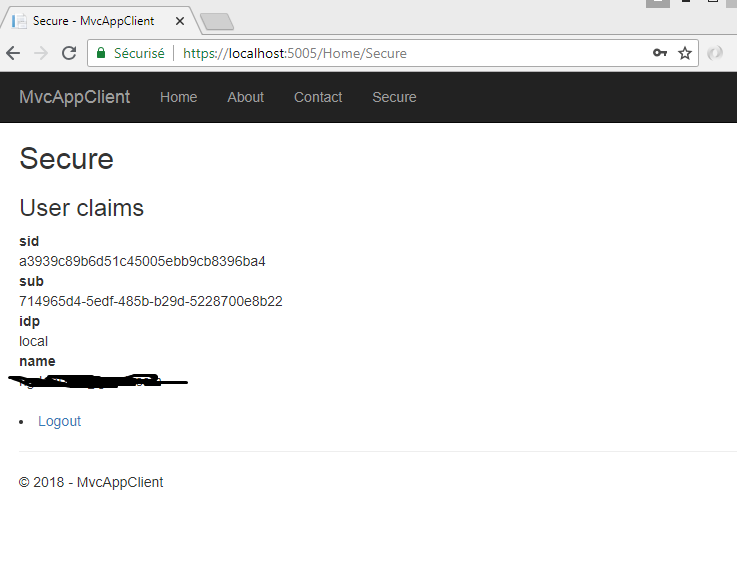 Secure - MvcAppClient
Sécurisé https://localhost:5005/Home/Secure
MvcAppClient Home About Contact Secure
Secure
User claims
sid
a3939c89b6d51c45005ebb9cb8396ba4
sub
714965d4-5edf-485b-b29d-5228700e8b22
idp
local
name
Logout
© 2018 - MvcAppClient